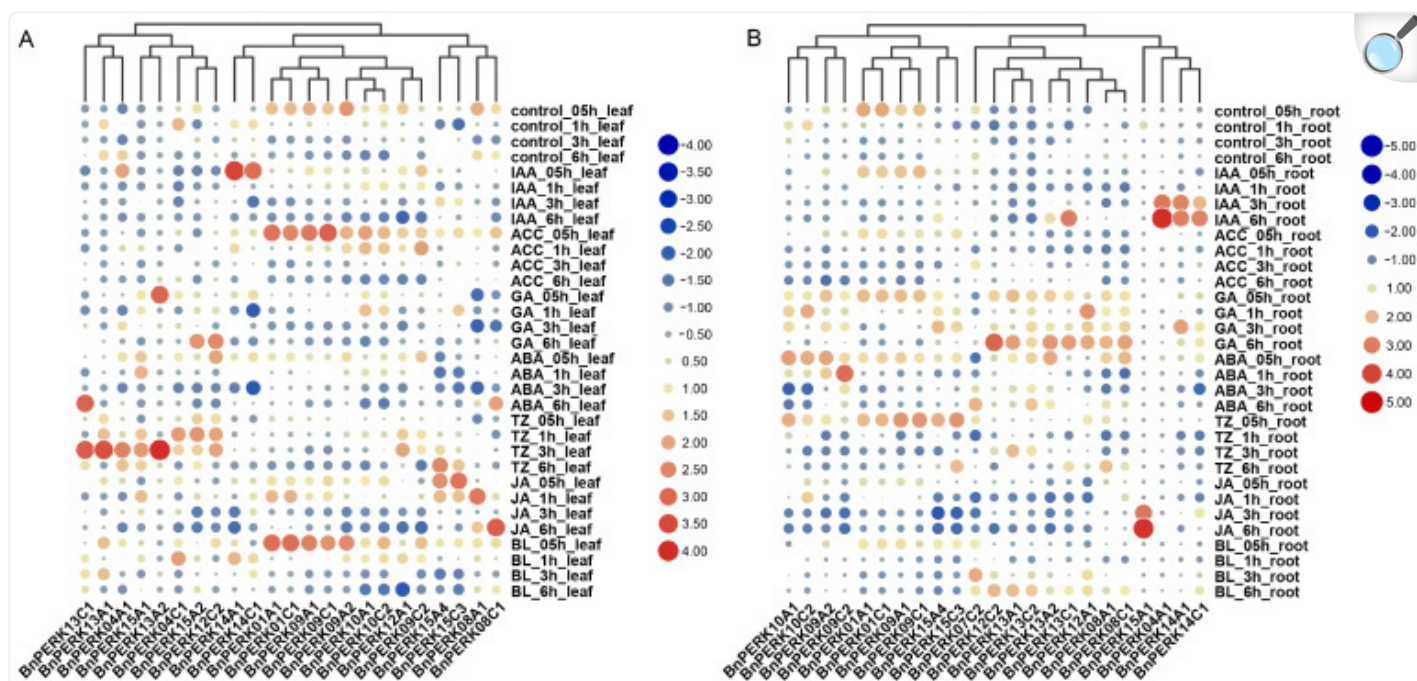 A
control_05h_leaf
control_1h_leaf
control_3h_leaf
control_6h_leaf
IAA_05h_leaf
IAA_1h_leaf
IAA_3h_leaf
IAA_6h_leaf
ACC_05h_leaf
ACC_1h_leaf
ACC_3h_leaf
ACC_6h_leaf
GA_05h_leaf
GA_1h_leaf
GA_3h_leaf
GA_6h_leaf
ABA_05h_leaf
ABA_1h_leaf
ABA_3h_leaf
ABA_6h_leaf
TZ_05h_leaf
TZ_1h_leaf
TZ_3h_leaf
TZ_6h_leaf
JA_05h_leaf
JA_1h_leaf
JA_3h_leaf
JA_6h_leaf
BL_05h_leaf
BL_1h_leaf
BL_3h_leaf
BL_6h_leaf
-4.00
-3.50
-3.00
-2.50
-2.00
-1.50
-1.00
-0.50
0.50
1.00
1.50
2.00
2.50
3.00
3.50
4.00
BnPERK13C1
BnPERK13A1
BnPERK04A1
BnPERK15A1
BnPERK13A2
BnPERK04C1
BnPERK15A2
BnPERK12C2
BnPERK14A1
BnPERK14C1
BnPERK01A1
BnPERK01C1
BnPERK09A1
BnPERK09C1
BnPERK09A2
BnPERK10A1
BnPERK10C2
BnPERK12A1
BnPERK09C2
BnPERK15A4
BnPERK15C3
BnPERK08A1
BnPERK08C1
B
control_05h_root
control_1h_root
control_3h_root
control_6h_root
IAA_05h_root
IAA_1h_root
IAA_3h_root
IAA_6h_root
ACC_05h_root
ACC_1h_root
ACC_3h_root
ACC_6h_root
GA_05h_root
GA_1h_root
GA_3h_root
GA_6h_root
ABA_05h_root
ABA_1h_root
ABA_3h_root
ABA_6h_root
TZ_05h_root
TZ_1h_root
TZ_3h_root
TZ_6h_root
JA_05h_root
JA_1h_root
JA_3h_root
JA_6h_root
BL_05h_root
BL_1h_root
BL_3h_root
BL_6h_root
-5.00
-4.00
-3.00
-2.00
-1.00
1.00
2.00
3.00
4.00
5.00
BnPERK10A1
BnPERK10C2
BnPERK09A2
BnPERK09C2
BnPERK01A1
BnPERK01C1
BnPERK09A1
BnPERK09C1
BnPERK15A4
BnPERK15C3
BnPERK01C2
BnPERK12C2
BnPERK13A1
BnPERK13C2
BnPERK13A2
BnPERK13C1
BnPERK12A1
BnPERK08A1
BnPERK08C1
BnPERK15A1
BnPERK04A1
BnPERK14A1
BnPERK14C1